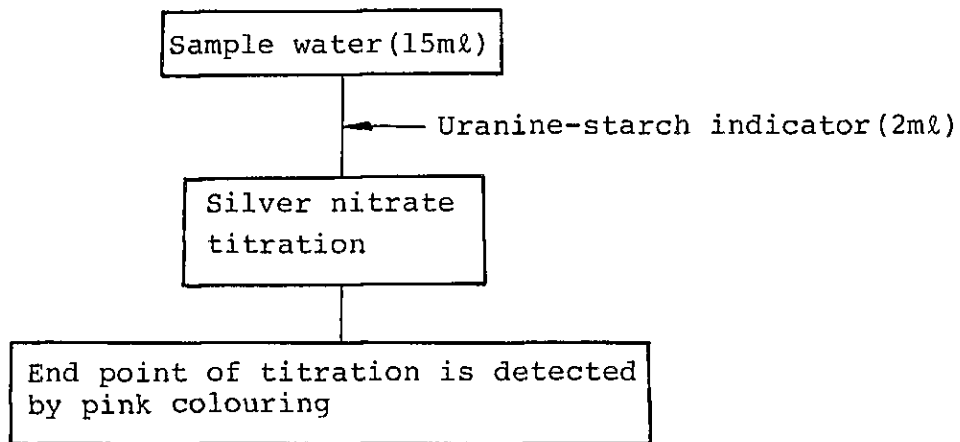 Sample water(15mℓ)
Uranine-starch indicator(2mℓ)
Silver nitrate
titration
End point of titration is detected
by pink colouring